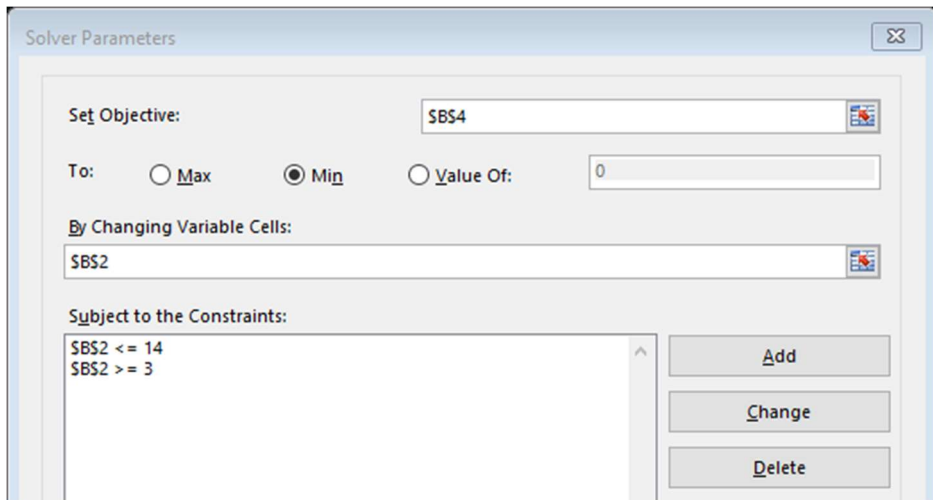 Solver Parameters
Set Objective:
$B$4
To:
Max
Min
Value Of:
0
By Changing Variable Cells:
$B$2
Subject to the Constraints:
$B$2 <= 14
$B$2 >= 3
Add
Change
Delete